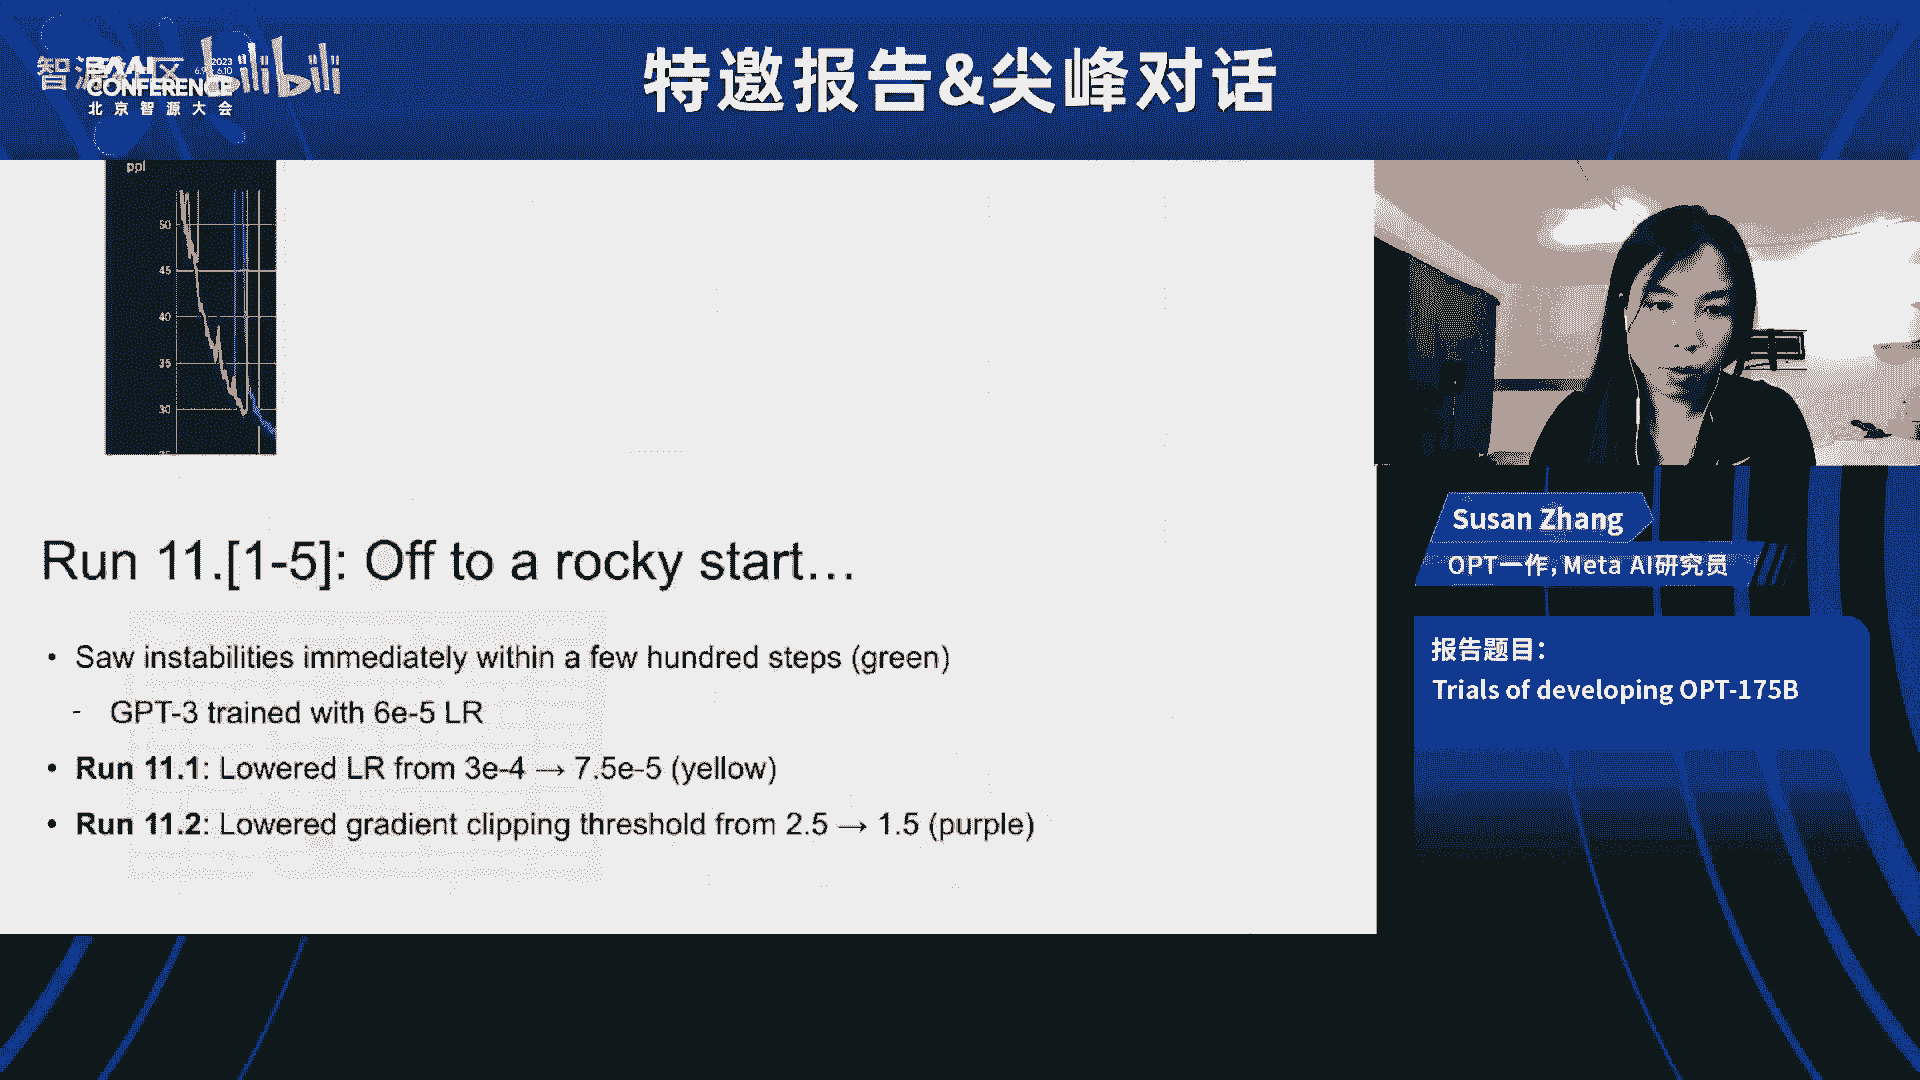 智源社区 bilibili
BAAI 2023
CONFERENCE 6.10
北京智源大会
特邀报告&尖峰对话
ppl
50
45
40
35
30
Run 11.[1-5]: Off to a rocky start…
• Saw instabilities immediately within a few hundred steps (green)
- GPT-3 trained with 6e-5 LR
• Run 11.1: Lowered LR from 3e-4 → 7.5e-5 (yellow)
• Run 11.2: Lowered gradient clipping threshold from 2.5 → 1.5 (purple)
Susan Zhang
OPT一作, Meta AI研究员
报告题目：
Trials of developing OPT-175B